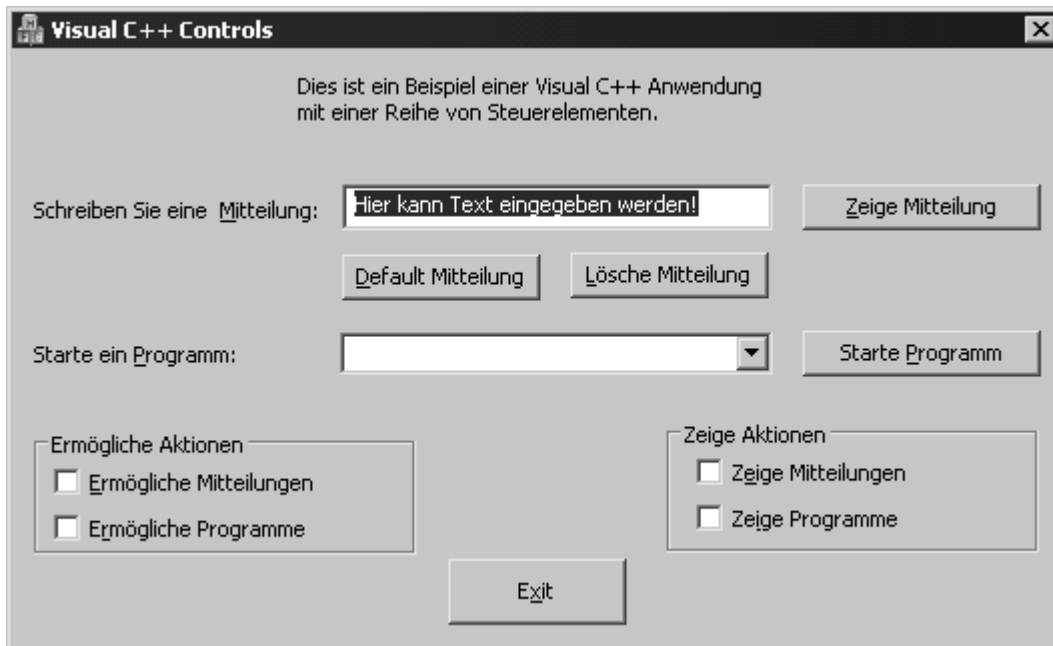 Visual C++ Controls
Dies ist ein Beispiel einer Visual C++ Anwendung
mit einer Reihe von Steuerelementen.
Schreiben Sie eine Mitteilung:
Hier kann Text eingegeben werden!
Zeige Mitteilung
Default Mitteilung
Lösche Mitteilung
Starte ein Programm:
Starte Programm
Ermögliche Aktionen
Ermögliche Mitteilungen
Ermögliche Programme
Zeige Aktionen
Zeige Mitteilungen
Zeige Programme
Exit